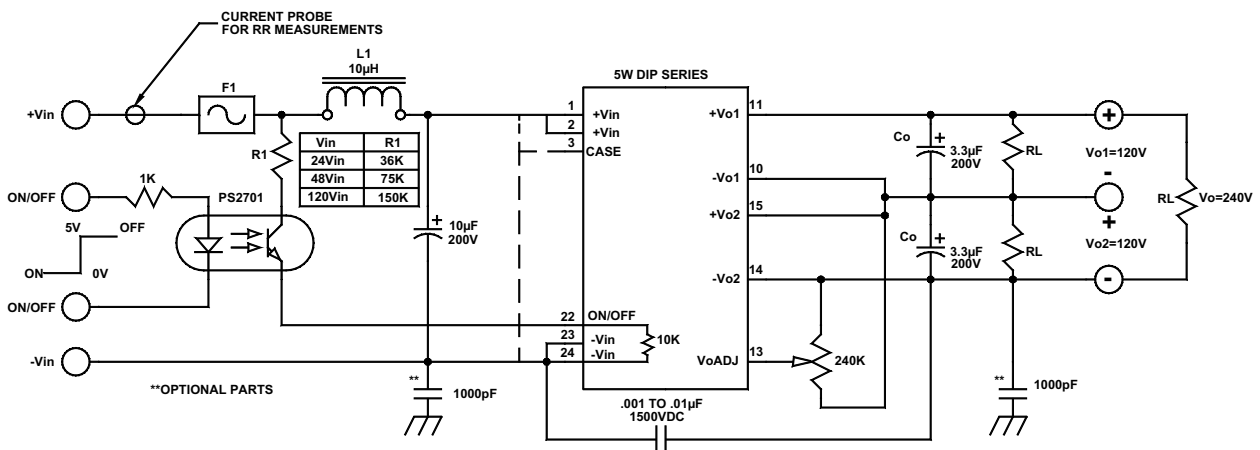 CURRENT PROBE
FOR RR MEASUREMENTS
+Vin
F1
L1
10µH
R1
Vin R1
24Vin 36K
48Vin 75K
120Vin 150K
ON/OFF
1K
PS2701
5V
OFF
ON
0V
ON/OFF
-Vin
+
10µF
200V
**OPTIONAL PARTS
**
1000pF
5W DIP SERIES
1
+Vin
2
+Vin
3
CASE
22
ON/OFF
23
-Vin
24
-Vin
10K
+Vo1
11
-Vo1
10
+Vo2
15
-Vo2
14
VoADJ
13
240K
.001 TO .01µF
1500VDC
Co
+
3.3µF
200V
RL
Co
+
3.3µF
200V
RL
+
Vo1=120V
-
+
Vo2=120V
-
RL
Vo=240V
**
1000pF